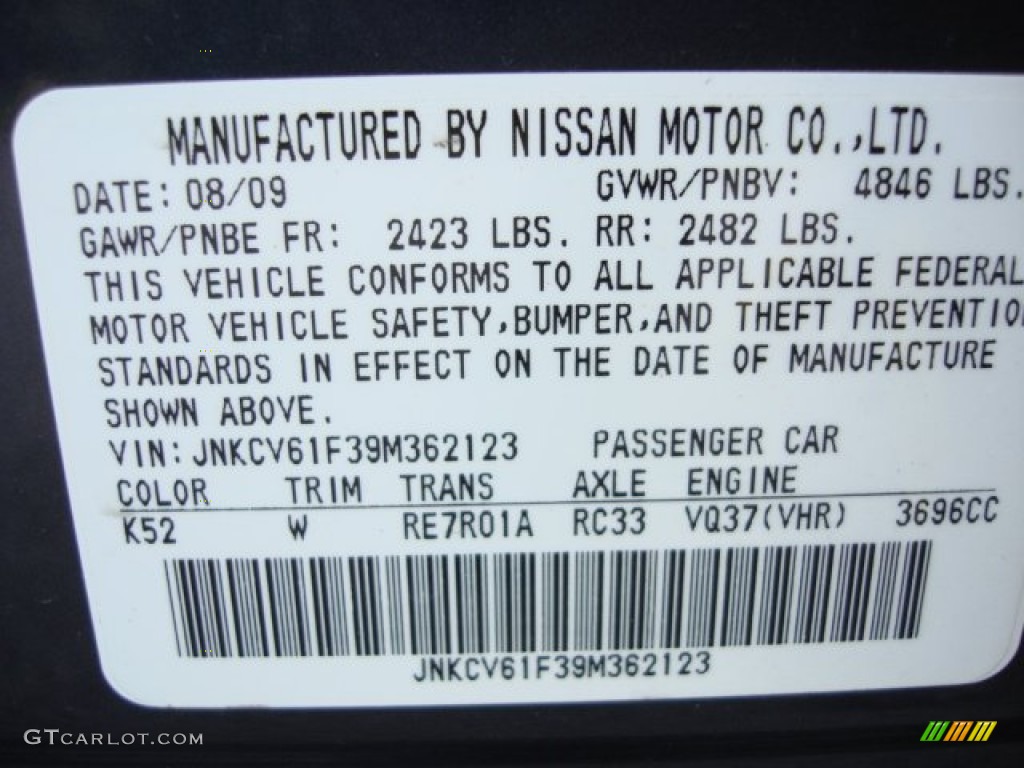 MANUFACTURED BY NISSAN MOTOR CO.,LTD.
DATE: 08/09 GVWR/PNBV: 4846 LBS.
GAWR/PNBE FR: 2423 LBS. RR: 2482 LBS.
THIS VEHICLE CONFORMS TO ALL APPLICABLE FEDERAL
MOTOR VEHICLE SAFETY,BUMPER,AND THEFT PREVENTIO
STANDARDS IN EFFECT ON THE DATE OF MANUFACTURE
SHOWN ABOVE.
VIN: JNKCV61F39M362123 PASSENGER CAR
COLOR TRIM TRANS AXLE ENGINE
K52 W RE7R01A RC33 VQ37(VHR) 3696CC
JNKCV61F39M362123
GTCARLOT.COM